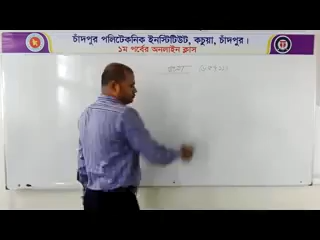 চাঁদপুর পলিটেকনিক ইনস্টিটিউট, কচুয়া, চাঁদপুর।
১ম পর্বের অনলাইন ক্লাস